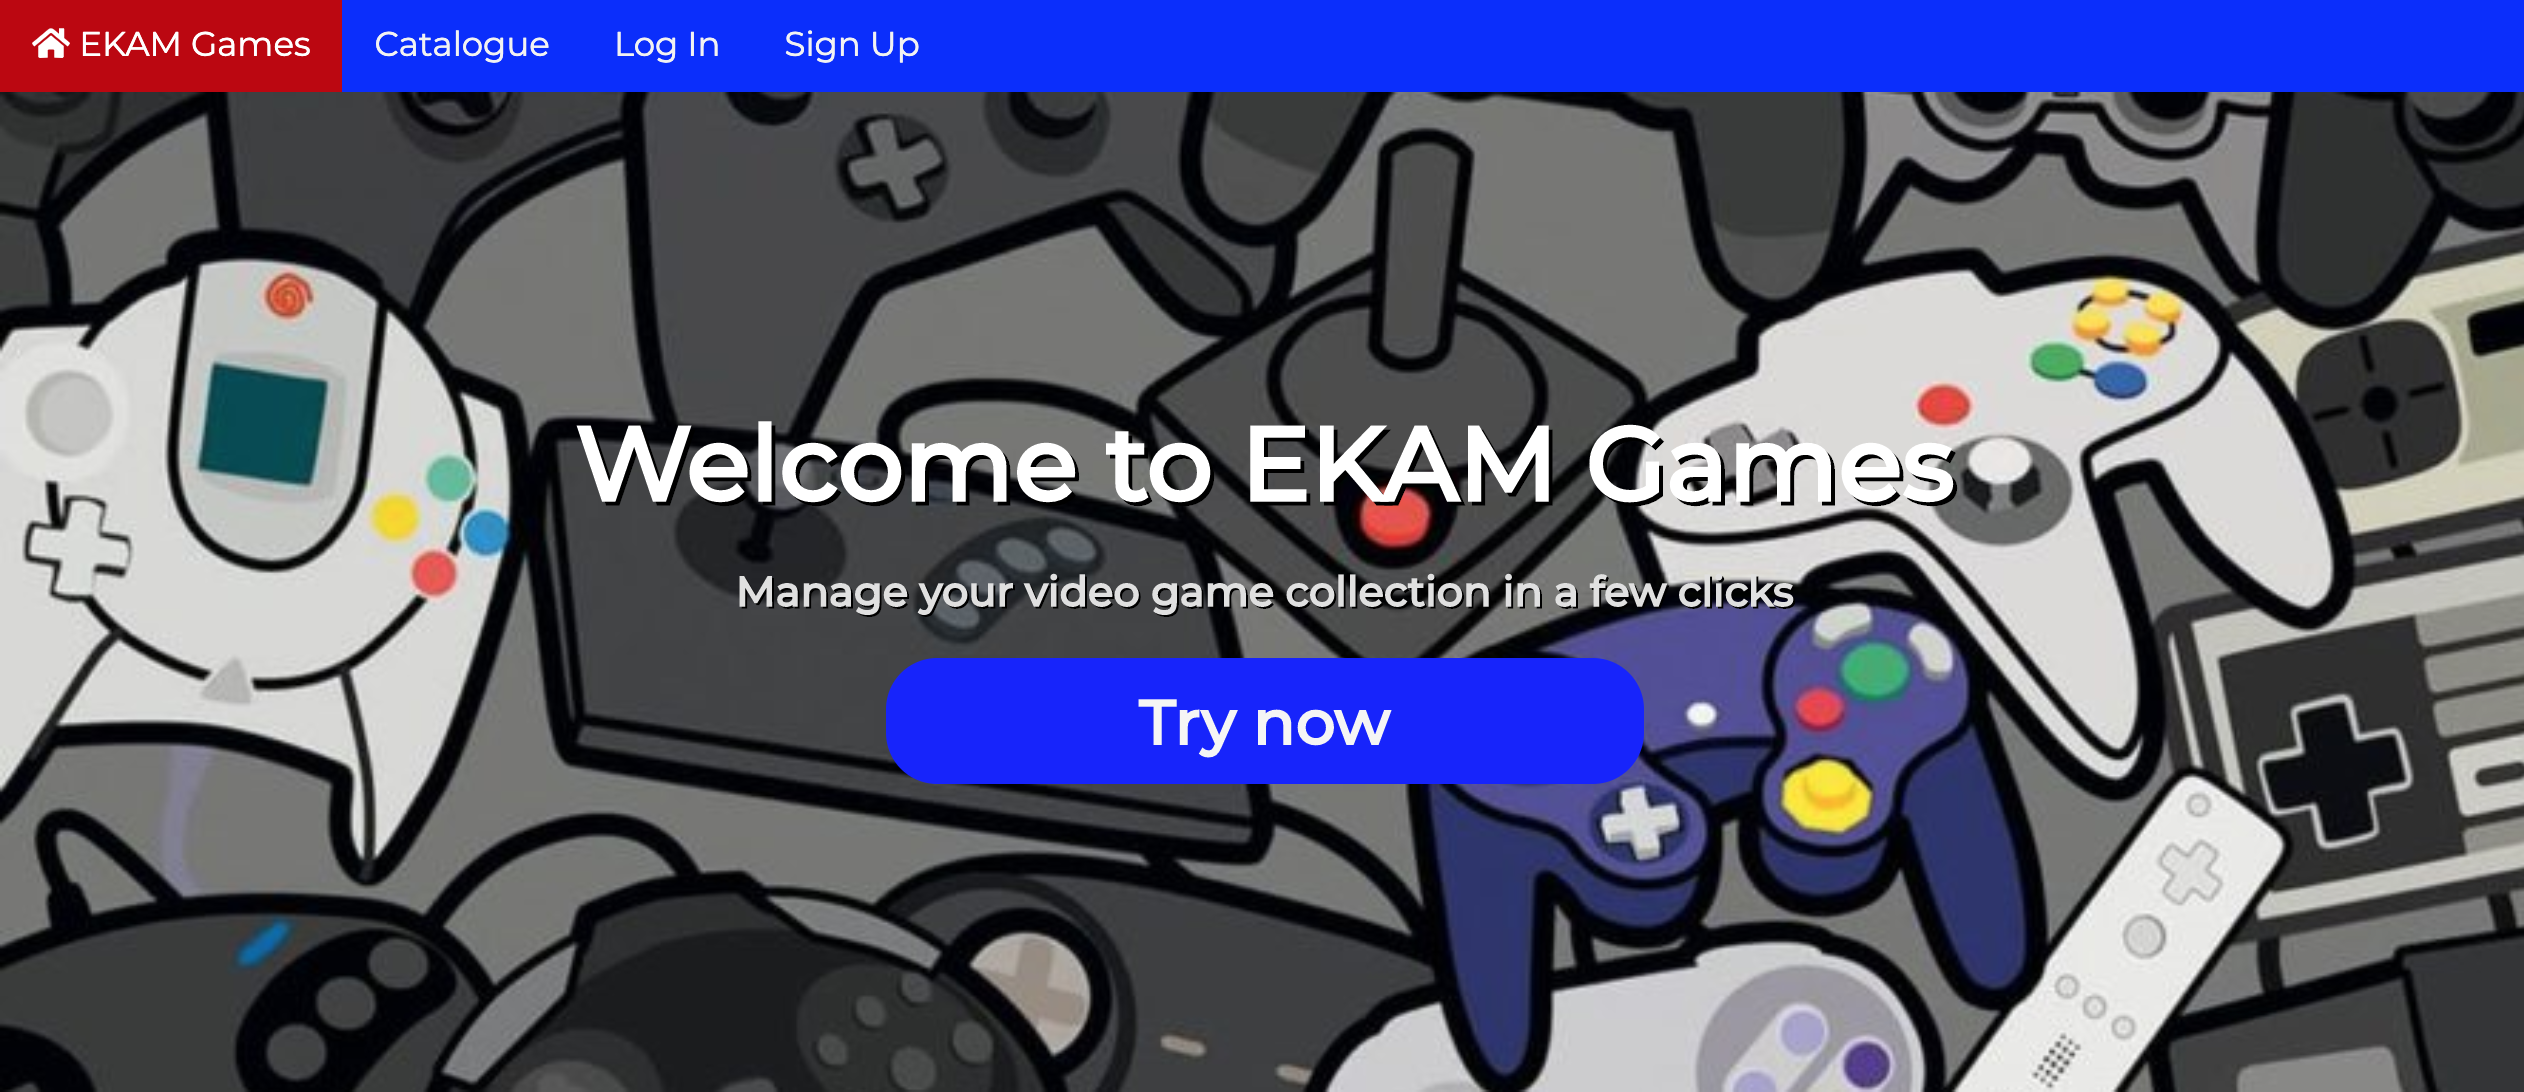 EKAM Games Catalogue Log In Sign Up
Welcome to EKAM Games
Manage your video game collection in a few clicks
Try now